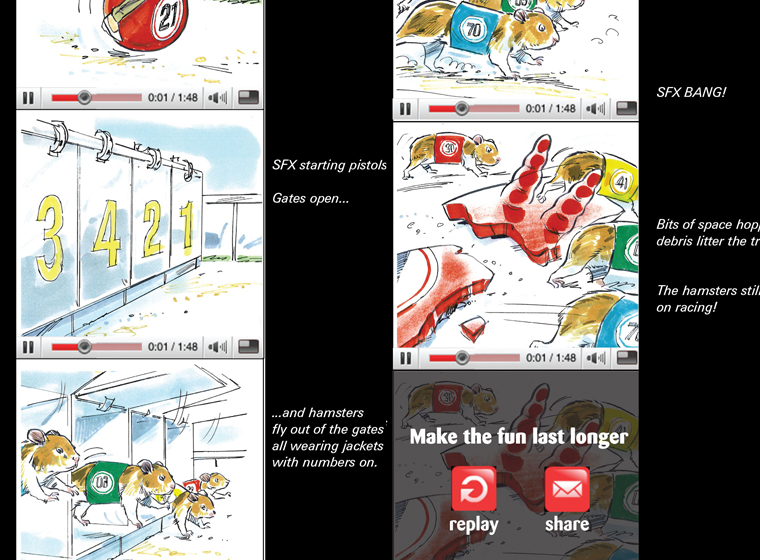 21
0:01 / 1:48
3 4 2 1
SFX starting pistols
Gates open...
0:01 / 1:48
...and hamsters
fly out of the gates
all wearing jackets
with numbers on.
70
0:01 / 1:48
SFX BANG!
41
Bits of space hopp
debris litter the tr
The hamsters still
on racing!
0:01 / 1:48
Make the fun last longer
replay share